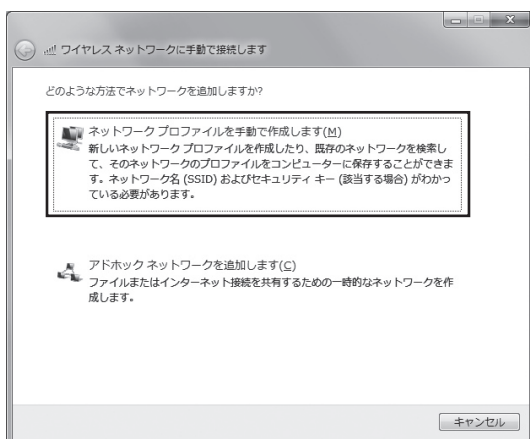 ワイヤレス ネットワークに手動で接続します
どのような方法でネットワークを追加しますか?
ネットワーク プロファイルを手動で作成します(M)
新しいネットワーク プロファイルを作成したり、既存のネットワークを検索し
て、そのネットワークのプロファイルをコンピューターに保存することができま
す。ネットワーク名 (SSID) およびセキュリティ キー (該当する場合) がわかっ
ている必要があります。
アドホック ネットワークを追加します(C)
ファイルまたはインターネット接続を共有するための一時的なネットワークを作
成します。
キャンセル